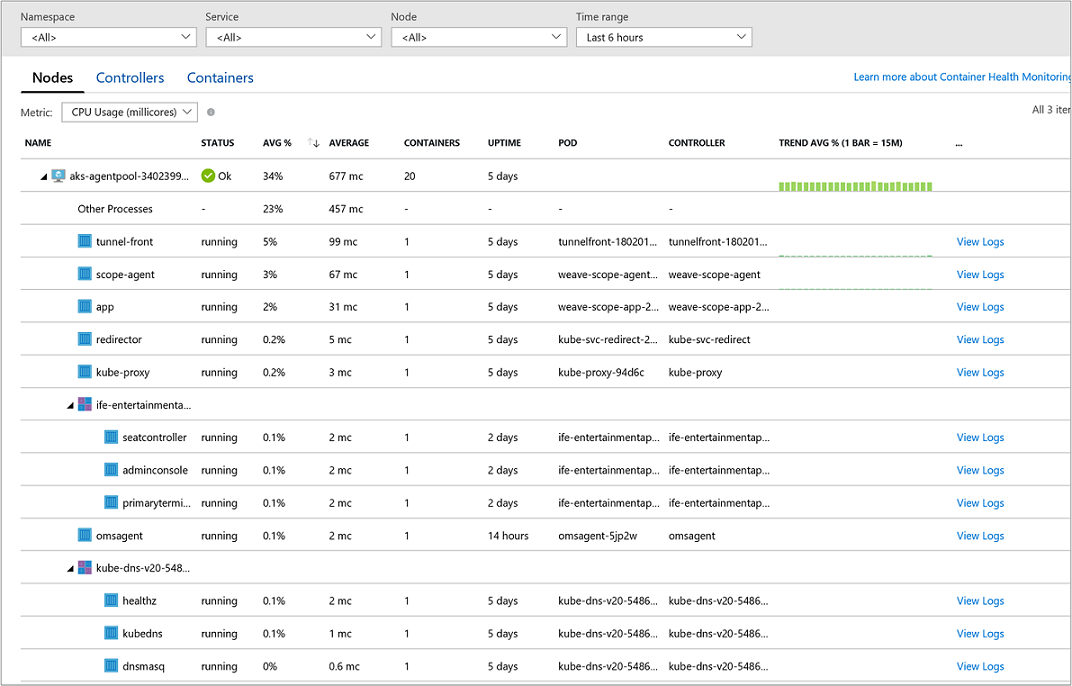 Namespace Service Node Time range
<All> <All> <All> Last 6 hours
Nodes Controllers Containers Learn more about Container Health Monitoring
Metric: CPU Usage (millicores) All 3 iter
NAME STATUS AVG % AVERAGE CONTAINERS UPTIME POD CONTROLLER TREND AVG % (1 BAR = 15M) ...
aks-agentpool-3402399... Ok 34% 677 mc 20 5 days
Other Processes - 23% 457 mc - - - -
tunnel-front running 5% 99 mc 1 5 days tunnelfront-180201... tunnelfront-180201... View Logs
scope-agent running 3% 67 mc 1 5 days weave-scope-agent... weave-scope-agent View Logs
app running 2% 31 mc 1 5 days weave-scope-app-2... weave-scope-app-2... View Logs
redirector running 0.2% 5 mc 1 5 days kube-svc-redirect-2... kube-svc-redirect View Logs
kube-proxy running 0.2% 3 mc 1 5 days kube-proxy-94d6c kube-proxy View Logs
ife-entertainmenta...
seatcontroller running 0.1% 2 mc 1 2 days ife-entertainmentap... ife-entertainmentap... View Logs
adminconsole running 0.1% 2 mc 1 2 days ife-entertainmentap... ife-entertainmentap... View Logs
primarytermi... running 0.1% 2 mc 1 2 days ife-entertainmentap... ife-entertainmentap... View Logs
omsagent running 0.1% 2 mc 1 14 hours omsagent-5jp2w omsagent View Logs
kube-dns-v20-548...
healthz running 0.1% 2 mc 1 5 days kube-dns-v20-5486... kube-dns-v20-5486... View Logs
kubedns running 0.1% 1 mc 1 5 days kube-dns-v20-5486... kube-dns-v20-5486... View Logs
dnsmasq running 0% 0.6 mc 1 5 days kube-dns-v20-5486... kube-dns-v20-5486... View Logs